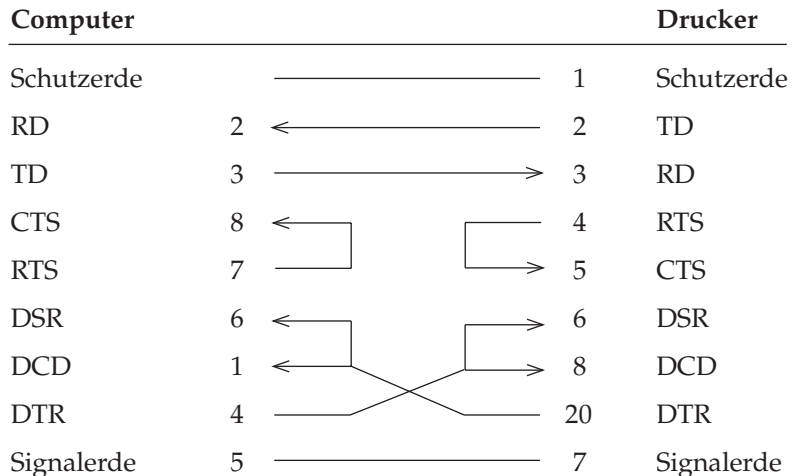 Computer Drucker
Schutzerde 1 Schutzerde
RD 2 2 TD
TD 3 3 RD
CTS 8 4 RTS
RTS 7 5 CTS
DSR 6 6 DSR
DCD 1 8 DCD
DTR 4 20 DTR
Signalerde 5 7 Signalerde